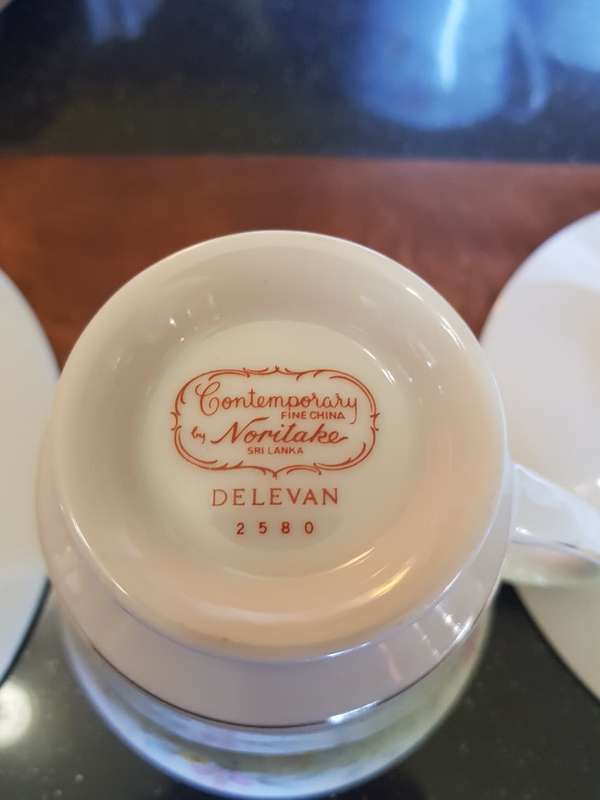 Contemporary
FINE CHINA
by Noritake
SRI LANKA
DELEVAN
2580